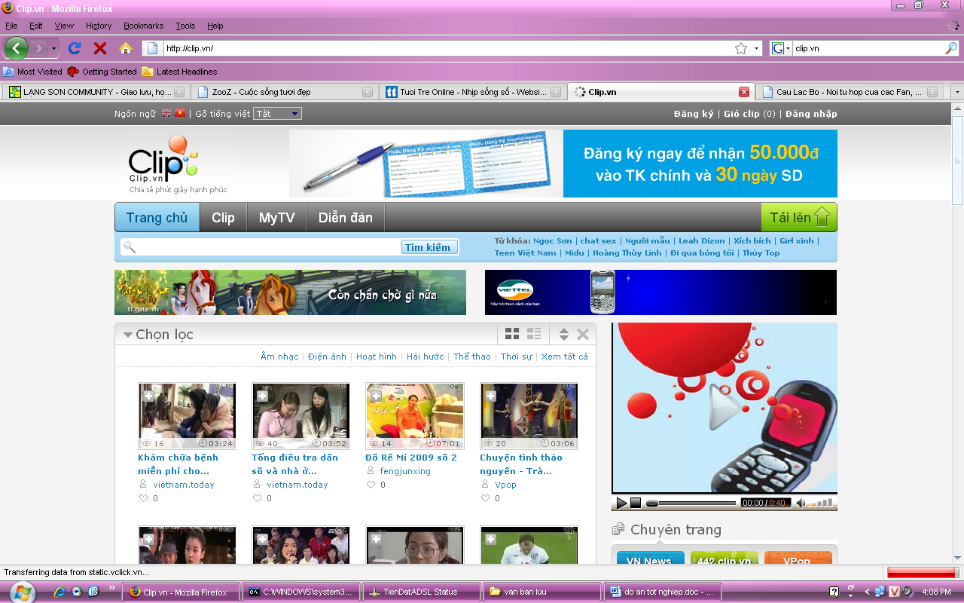 Clip.vn - Mozilla Firefox
File Edit View History Bookmarks Tools Help
http://clip.vn/
clip.vn
Most Visited Getting Started Latest Headlines
LANG SON COMMUNITY - Giao lưu, họ...
ZooZ - Cuộc sống tươi đẹp
Tuoi Tre Online - Nhịp sống số - Websi...
Clip.vn
Cau Lac Bo - Noi tu hop cua cac Fan, ...
Ngôn ngữ | Gõ tiếng việt Tắt
Đăng ký | Giỏ clip (0) | Đăng nhập
Clip
Clip.vn
Chia sẻ phút giây hạnh phúc
Đăng ký ngay để nhận 50.000đ
vào TK chính và 30 ngày SD
Trang chủ Clip MyTV Diễn đàn Tải lên
Tìm kiếm
Từ khóa: Ngọc Sơn | chat sex | Người mẫu | Leah Dizon | Xích bích | Girl xinh |
Teen Việt Nam | Midu | Hoàng Thùy Linh | Đi qua bóng tối | Thúy Top
Còn chần chờ gì nữa
VIETTEL
Chọn lọc
Âm nhạc | Điện ảnh | Hoạt hình | Hài hước | Thể thao | Thời sự | Xem tất cả
16 03:24
40 03:52
14 07:01
20 03:06
Khám chữa bệnh
miễn phí cho...
vietnam.today
0
Tổng điều tra dân
số và nhà ở...
vietnam.today
0
Đồ Rê Mí 2009 số 2
fengjunxing
0
Chuyện tình thảo
nguyên - Trà...
Vpop
0
00:00 / 0:40
Chuyên trang
VN News 442.clip.vn VPop
Transferring data from static.vclick.vn...
Clip.vn - Mozilla Firefox
C:\WINDOWS\system3...
TienDatADSL Status
van ban luu
do an tot nghiep.doc - ...
4:08 PM